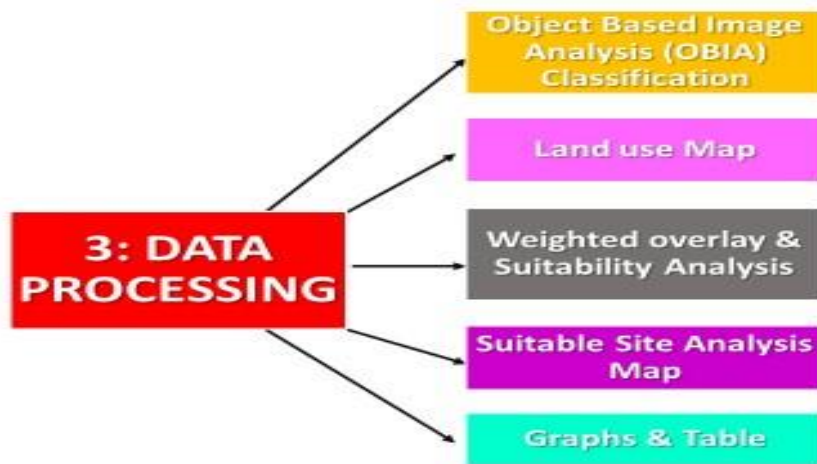 Object Based Image
Analysis (OBIA)
Classification
Land use Map
3: DATA
PROCESSING
Weighted overlay &
Suitability Analysis
Suitable Site Analysis
Map
Graphs & Table